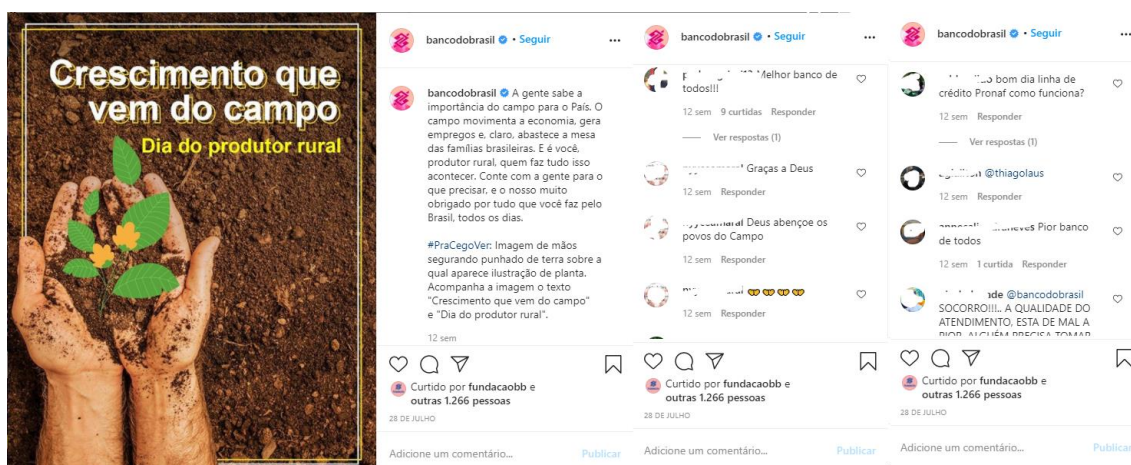 Crescimento que
vem do campo
Dia do produtor rural
bancodobrasil • Seguir
bancodobrasil A gente sabe a
importância do campo para o País. O
campo movimenta a economia, gera
empregos e, claro, abastece a mesa
das famílias brasileiras. E é você,
produtor rural, quem faz tudo isso
acontecer. Conte com a gente para o
que precisar, e o nosso muito
obrigado por tudo que você faz pelo
Brasil, todos os dias.
#PraCegoVer: Imagem de mãos
segurando punhado de terra sobre a
qual aparece ilustração de planta.
Acompanha a imagem o texto
"Crescimento que vem do campo"
e "Dia do produtor rural".
12 sem
Curtido por fundacaobb e
outras 1.266 pessoas
28 DE JULHO
Adicione um comentário... Publicar
bancodobrasil • Seguir
Melhor banco de
todos!!!
12 sem 9 curtidas Responder
Ver respostas (1)
Graças a Deus
12 sem Responder
Deus abençoe os
povos do Campo
12 sem Responder
12 sem Responder
Curtido por fundacaobb e
outras 1.266 pessoas
28 DE JULHO
Adicione um comentário... Publicar
bancodobrasil • Seguir
bom dia linha de
crédito Pronaf como funciona?
12 sem Responder
Ver respostas (1)
@thiagolaus
12 sem Responder
Pior banco
de todos
12 sem 1 curtida Responder
@bancodobrasil
SOCORRO!!!.. A QUALIDADE DO
ATENDIMENTO, ESTA DE MAL A
PIOR, ALGUÉM PRECISA TOMAR
Curtido por fundacaobb e
outras 1.266 pessoas
28 DE JULHO
Adicione um comentário... Publicar